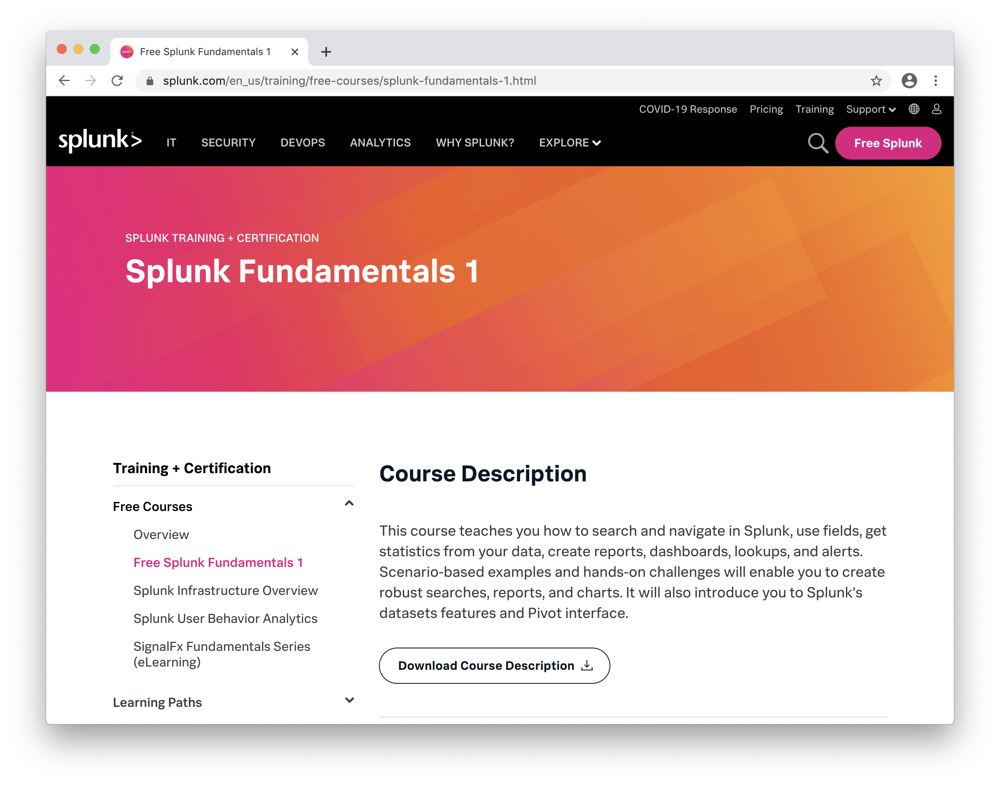 Free Splunk Fundamentals 1
splunk.com/en_us/training/free-courses/splunk-fundamentals-1.html
COVID-19 Response Pricing Training Support
splunk> IT SECURITY DEVOPS ANALYTICS WHY SPLUNK? EXPLORE Free Splunk
SPLUNK TRAINING + CERTIFICATION
Splunk Fundamentals 1
Training + Certification
Free Courses
Overview
Free Splunk Fundamentals 1
Splunk Infrastructure Overview
Splunk User Behavior Analytics
SignalFx Fundamentals Series
(eLearning)
Learning Paths
Course Description
This course teaches you how to search and navigate in Splunk, use fields, get
statistics from your data, create reports, dashboards, lookups, and alerts.
Scenario-based examples and hands-on challenges will enable you to create
robust searches, reports, and charts. It will also introduce you to Splunk's
datasets features and Pivot interface.
Download Course Description